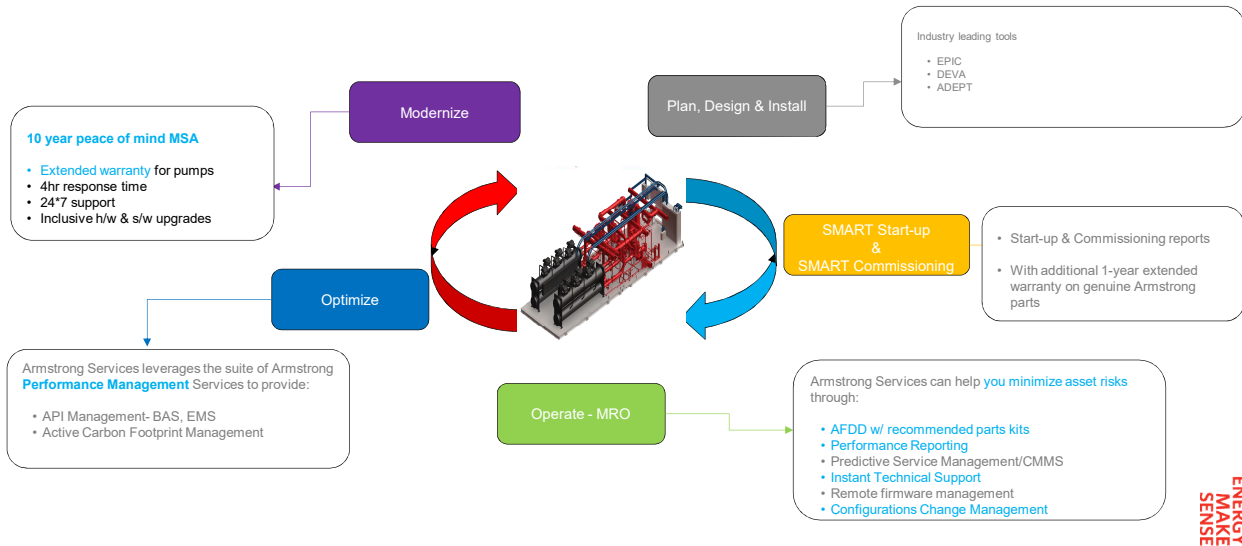 Industry leading tools
• EPIC
• DEVA
• ADEPT
Plan, Design & Install
Modernize
10 year peace of mind MSA
• Extended warranty for pumps
• 4hr response time
• 24*7 support
• Inclusive h/w & s/w upgrades
SMART Start-up
&
SMART Commissioning
• Start-up & Commissioning reports
• With additional 1-year extended
warranty on genuine Armstrong
parts
Optimize
Armstrong Services leverages the suite of Armstrong
Performance Management Services to provide:
• API Management- BAS, EMS
• Active Carbon Footprint Management
Operate - MRO
Armstrong Services can help you minimize asset risks
through:
• AFDD w/ recommended parts kits
• Performance Reporting
• Predictive Service Management/CMMS
• Instant Technical Support
• Remote firmware management
• Configurations Change Management
ENERGY
MAKE
SENSE